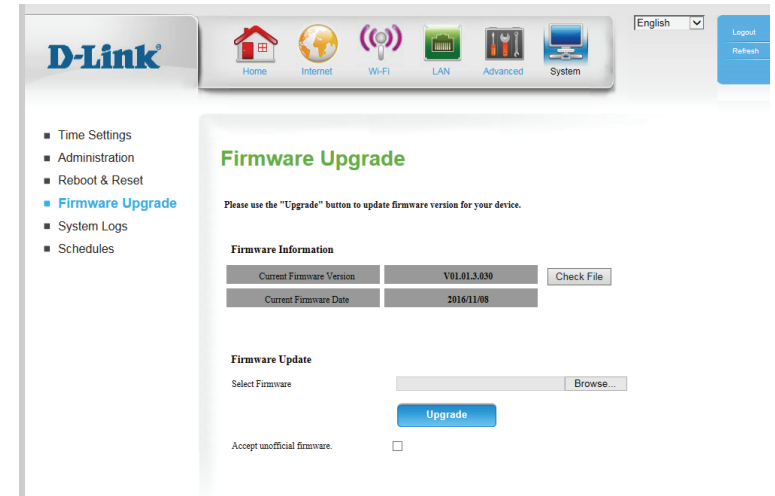 English
Logout
Refresh
D-Link
Home Internet Wi-Fi LAN Advanced System
Time Settings
Administration
Reboot & Reset
Firmware Upgrade
System Logs
Schedules
Firmware Upgrade
Please use the "Upgrade" button to update firmware version for your device.
Firmware Information
Current Firmware Version V01.01.3.030 Check File
Current Firmware Date 2016/11/08
Firmware Update
Select Firmware Browse...
Upgrade
Accept unofficial firmware.